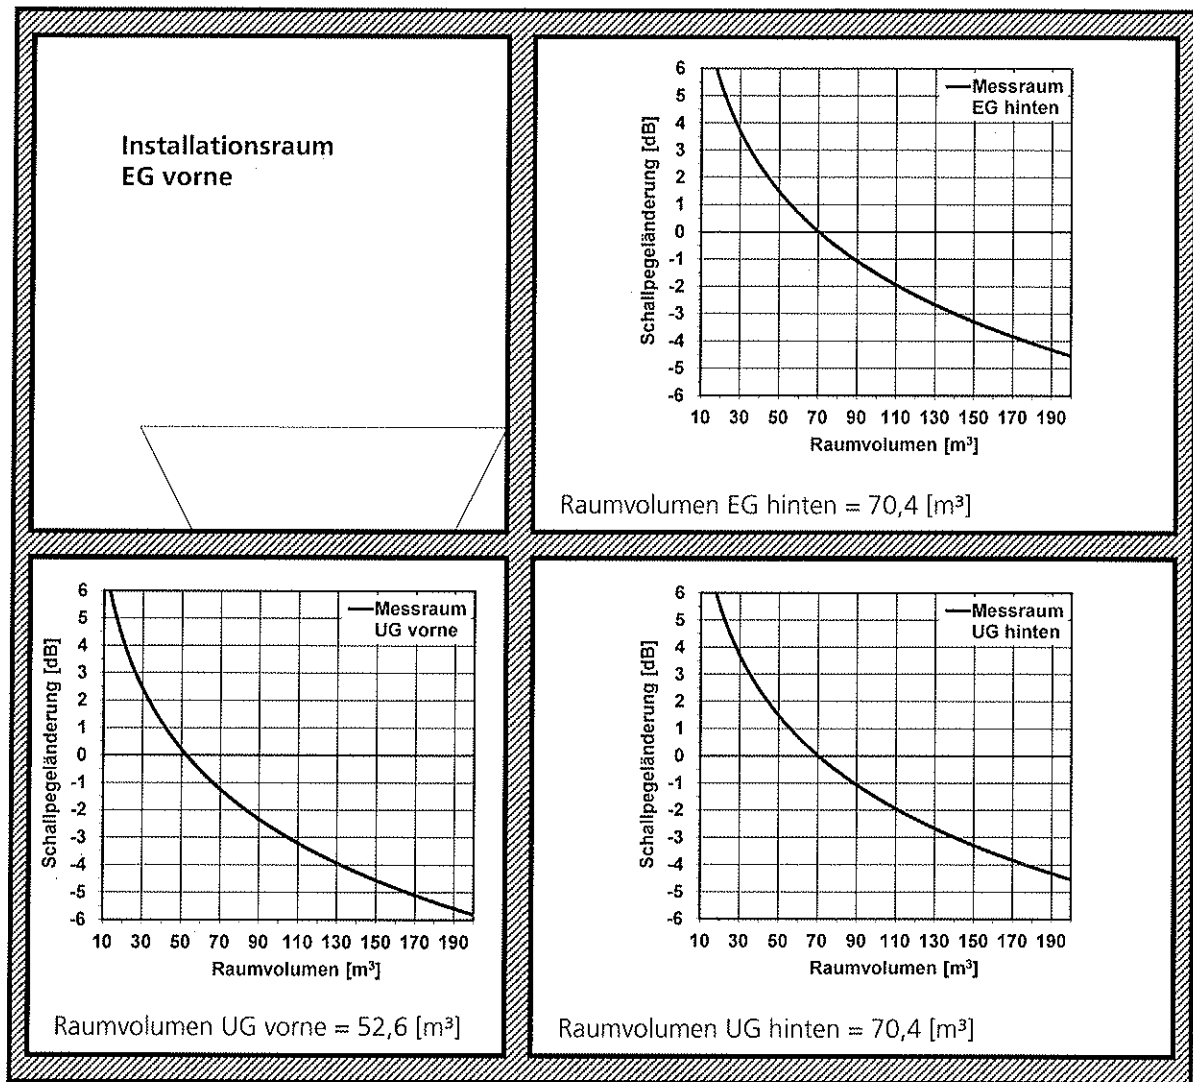 Installationsraum
EG vorne
Schallpegeländerung [dB]
6
5
4
3
2
1
0
-1
-2
-3
-4
-5
-6
Messraum
EG hinten
10 30 50 70 90 110 130 150 170 190
Raumvolumen [m³]
Raumvolumen EG hinten = 70,4 [m³]
Schallpegeländerung [dB]
6
5
4
3
2
1
0
-1
-2
-3
-4
-5
-6
Messraum
UG vorne
10 30 50 70 90 110 130 150 170 190
Raumvolumen [m³]
Raumvolumen UG vorne = 52,6 [m³]
Schallpegeländerung [dB]
6
5
4
3
2
1
0
-1
-2
-3
-4
-5
-6
Messraum
UG hinten
10 30 50 70 90 110 130 150 170 190
Raumvolumen [m³]
Raumvolumen UG hinten = 70,4 [m³]